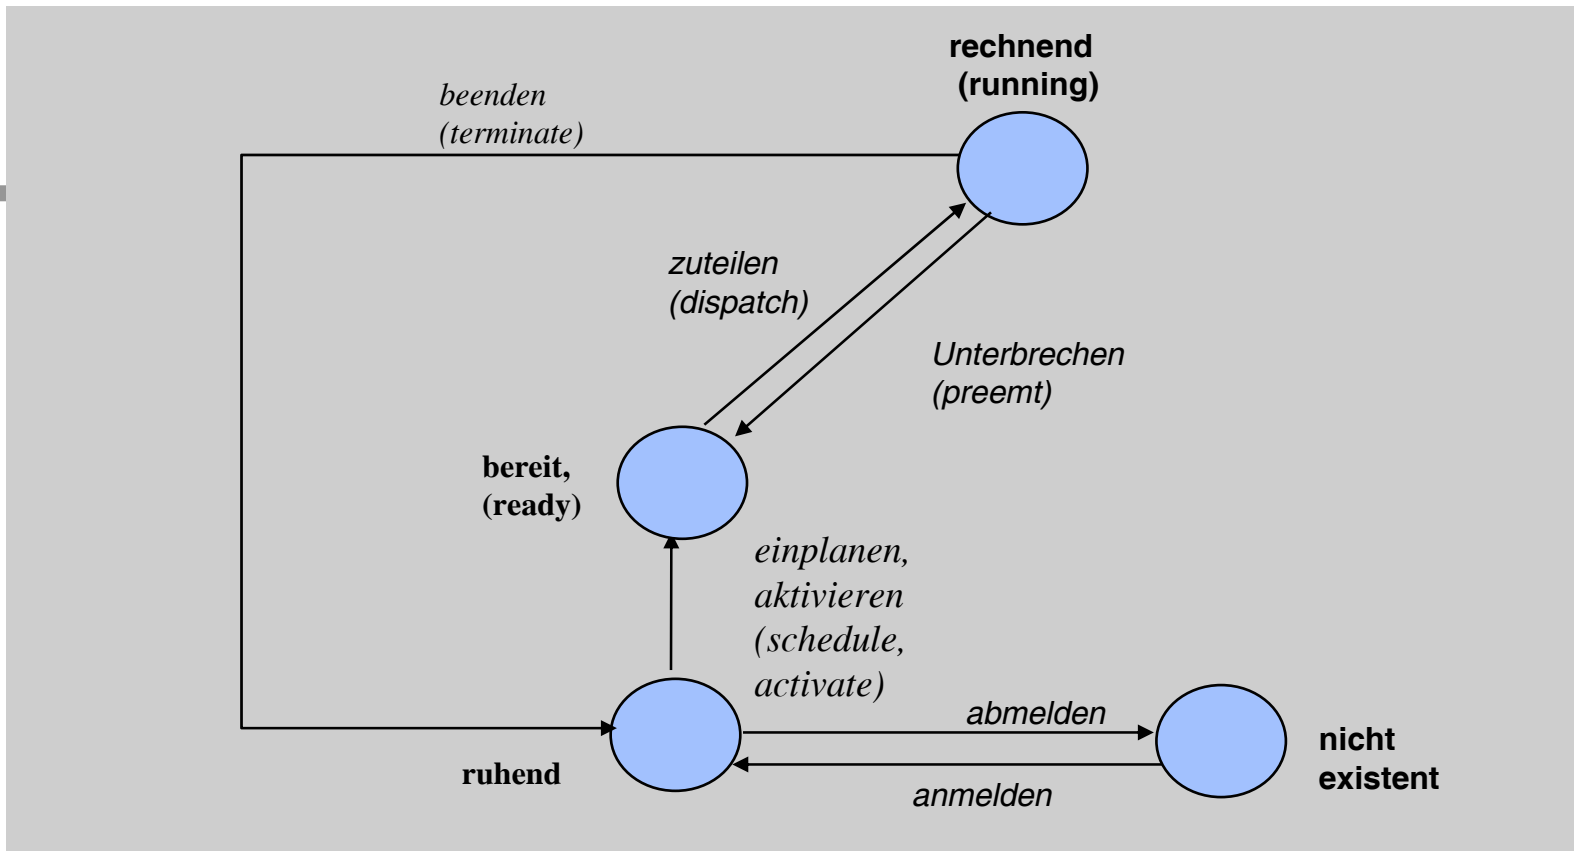 rechnend
(running)
beenden
(terminate)
zuteilen
(dispatch)
Unterbrechen
(preemt)
bereit,
(ready)
einplanen,
aktivieren
(schedule,
activate)
abmelden
nicht
existent
ruhend
anmelden